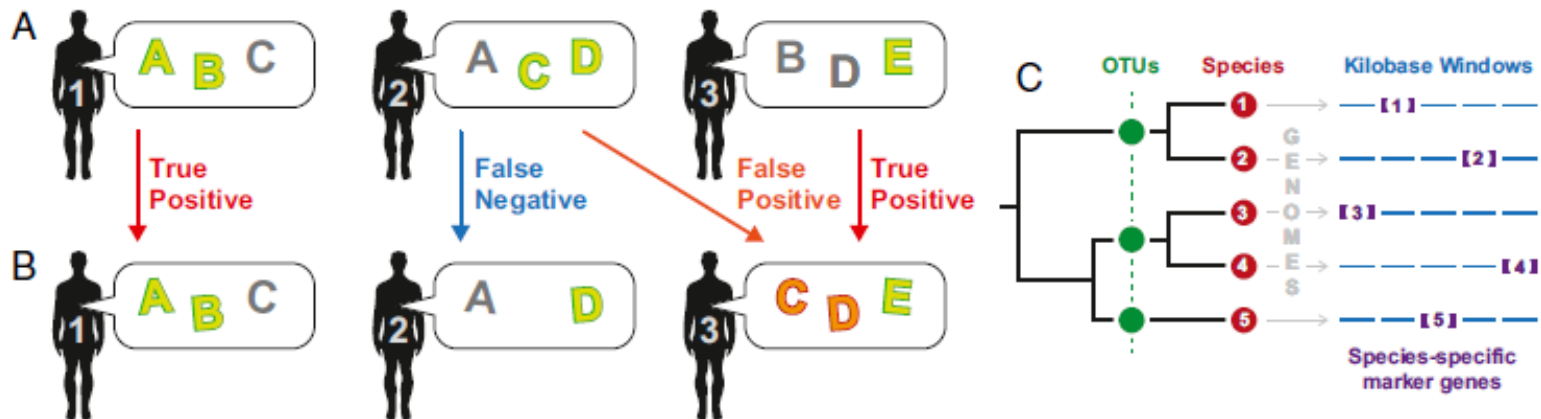 A
A B C
1
A C D
2
B D E
3
True
Positive
False
Negative
False
Positive
True
Positive
B
A B C
1
A D
2
C D E
3
C
OTUs Species Kilobase Windows
1 [1]
2 [2]
3 [3]
4 [4]
5 [5]
GENOMES
Species-specific
marker genes